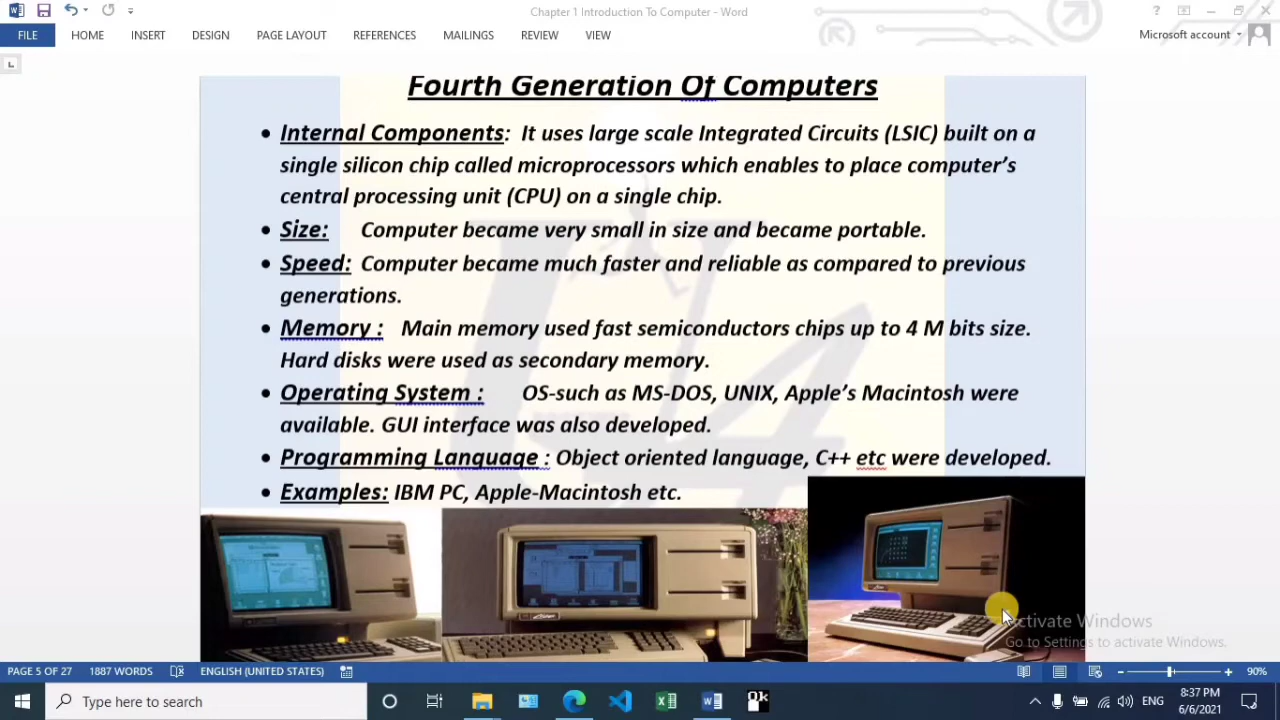 Chapter 1 Introduction To Computer - Word
?
FILE HOME INSERT DESIGN PAGE LAYOUT REFERENCES MAILINGS REVIEW VIEW Microsoft account
Fourth Generation Of Computers
• Internal Components: It uses large scale Integrated Circuits (LSIC) built on a
single silicon chip called microprocessors which enables to place computer's
central processing unit (CPU) on a single chip.
• Size: Computer became very small in size and became portable.
• Speed: Computer became much faster and reliable as compared to previous
generations.
• Memory : Main memory used fast semiconductors chips up to 4 M bits size.
Hard disks were used as secondary memory.
• Operating System : OS-such as MS-DOS, UNIX, Apple's Macintosh were
available. GUI interface was also developed.
• Programming Language : Object oriented language, C++ etc were developed.
• Examples: IBM PC, Apple-Macintosh etc.
Activate Windows
Go to Settings to activate Windows.
PAGE 5 OF 27 1887 WORDS ENGLISH (UNITED STATES) 90%
Type here to search
Ok
ENG
8:37 PM
6/6/2021